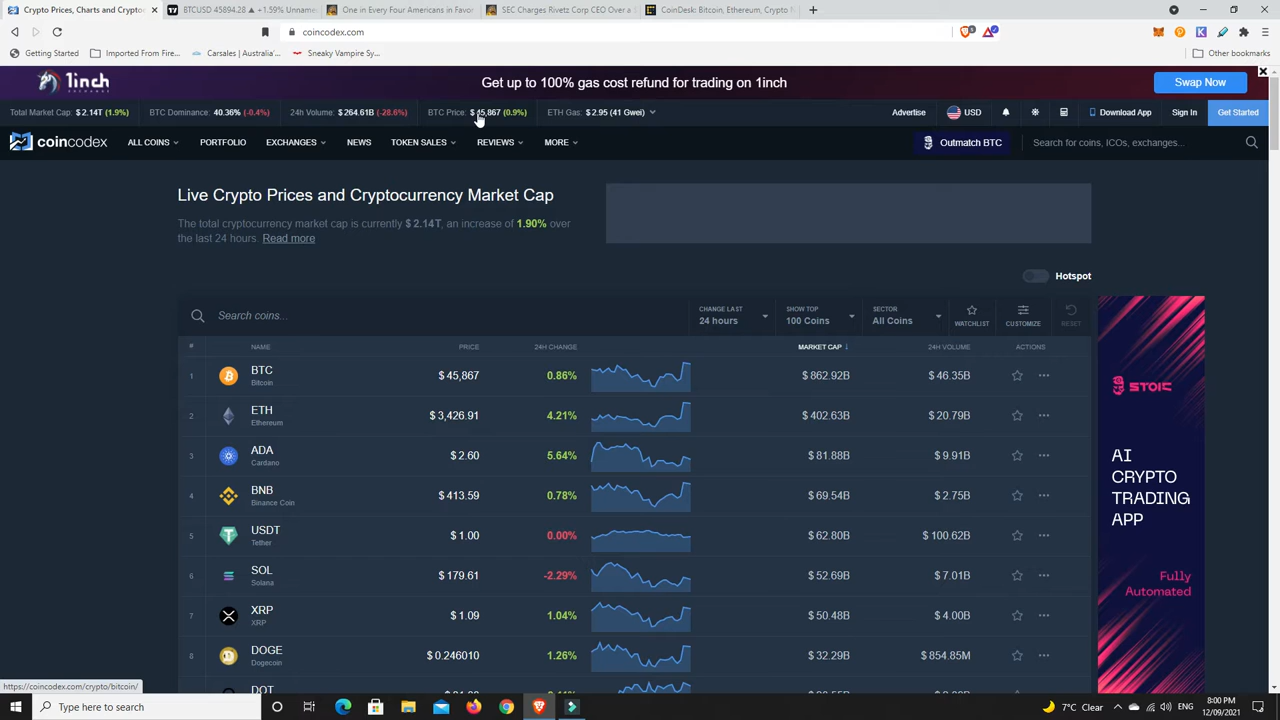 Crypto Prices, Charts and Cryptoc
BTCUSD 45894.28 ▲ +1.59% Unname
One in Every Four Americans in Favor
SEC Charges Rivetz Corp CEO Over a
CoinDesk: Bitcoin, Ethereum, Crypto N
coincodex.com
Getting Started
Imported From Fire...
Carsales | Australia'...
Sneaky Vampire Sy...
Other bookmarks
1inch
EXCHANGE
Get up to 100% gas cost refund for trading on 1inch
Swap Now
Total Market Cap: $ 2.14T (1.9%)
BTC Dominance: 40.36% (-0.4%)
24h Volume: $ 264.61B (-28.6%)
BTC Price: $ 45,867 (0.9%)
ETH Gas: $ 2.95 (41 Gwei)
Advertise
USD
Download App
Sign In
Get Started
coincodex
ALL COINS
PORTFOLIO
EXCHANGES
NEWS
TOKEN SALES
REVIEWS
MORE
Outmatch BTC
Search for coins, ICOs, exchanges...
Live Crypto Prices and Cryptocurrency Market Cap
The total cryptocurrency market cap is currently $ 2.14T, an increase of 1.90% over
the last 24 hours. Read more
Hotspot
Search coins...
CHANGE LAST
24 hours
SHOW TOP
100 Coins
SECTOR
All Coins
WATCHLIST
CUSTOMIZE
RESET
# NAME PRICE 24H CHANGE MARKET CAP ↓ 24H VOLUME ACTIONS
1 BTC Bitcoin $ 45,867 0.86% $ 862.92B $ 46.35B
2 ETH Ethereum $ 3,426.91 4.21% $ 402.63B $ 20.79B
3 ADA Cardano $ 2.60 5.64% $ 81.88B $ 9.91B
4 BNB Binance Coin $ 413.59 0.78% $ 69.54B $ 2.75B
5 USDT Tether $ 1.00 0.00% $ 62.80B $ 100.62B
6 SOL Solana $ 179.61 -2.29% $ 52.69B $ 7.01B
7 XRP XRP $ 1.09 1.04% $ 50.48B $ 4.00B
8 DOGE Dogecoin $ 0.246010 1.26% $ 32.29B $ 854.85M
DOT
STOIC
AI
CRYPTO
TRADING
APP
Fully
Automated
https://coincodex.com/crypto/bitcoin/
Type here to search
7°C Clear
ENG
8:00 PM
12/09/2021